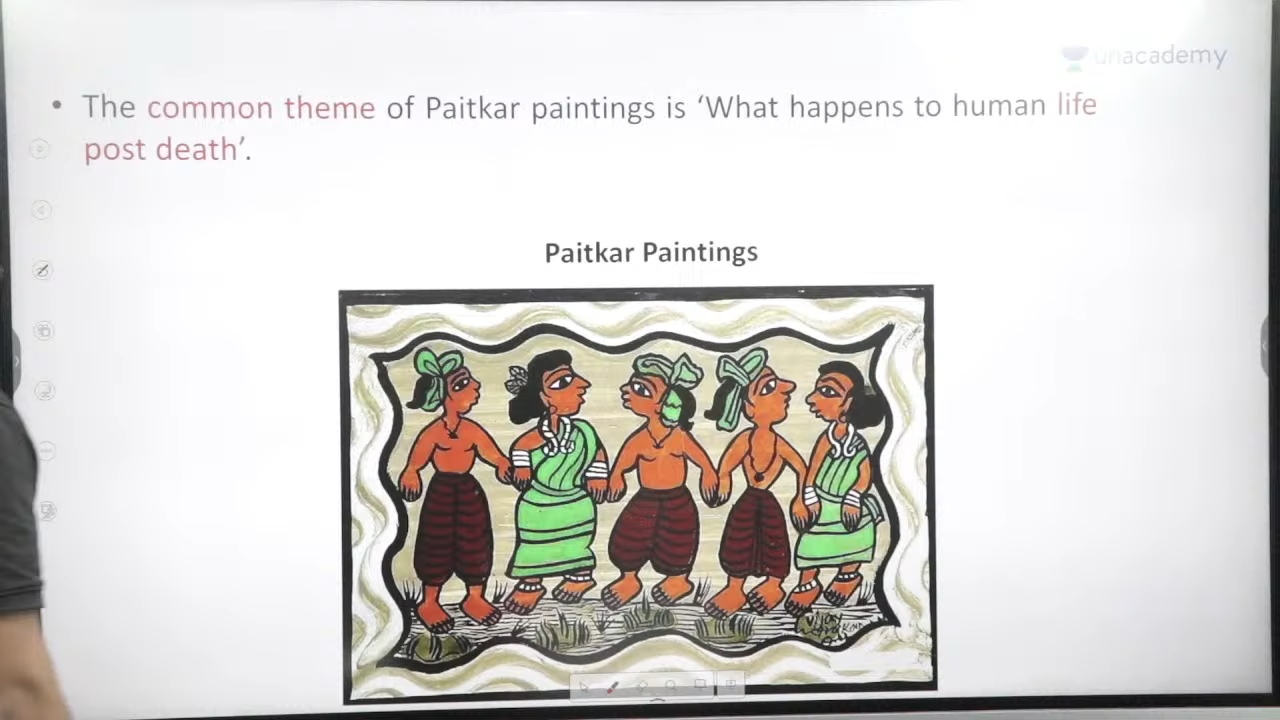 unacademy
• The common theme of Paitkar paintings is ‘What happens to human life
post death’.
Paitkar Paintings